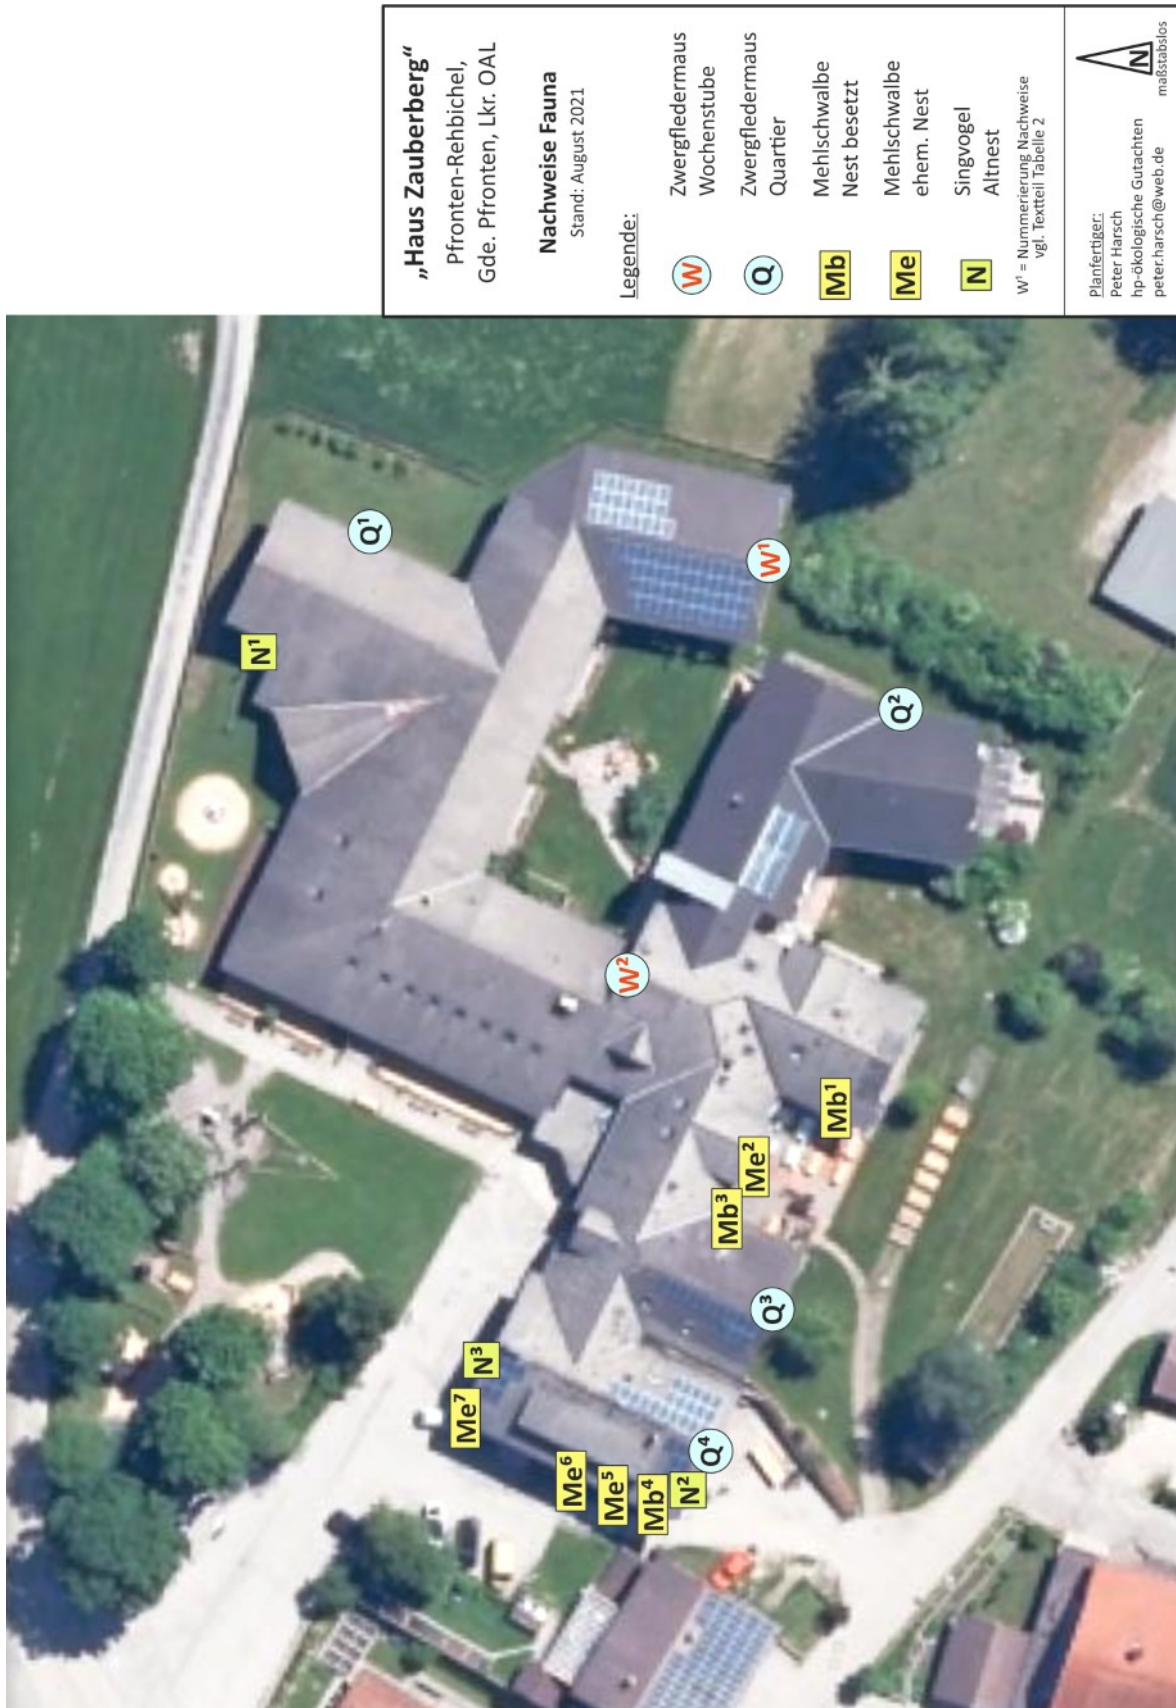 „Haus Zauberberg“
Pfronten-Rehbichel,
Gde. Pfronten, Lkr. OAL
Nachweise Fauna
Stand: August 2021
Legende:
W Zwergfledermaus
Wochenstube
Q Zwergfledermaus
Quartier
Mb Mehlschwalbe
Nest besetzt
Me Mehlschwalbe
ehem. Nest
N Singvogel
Altnest
W¹ = Nummerierung Nachweise
vgl. Textteil Tabelle 2
Planfertiger:
Peter Harsch
hp-ökologische Gutachten
peter.harsch@web.de
N
maßstabslos
Me⁷
N³
Me⁶
Me⁵
Mb⁴
N²
Q⁴
Q³
Mb³
Me²
Mb¹
W²
N¹
Q¹
W¹
Q²